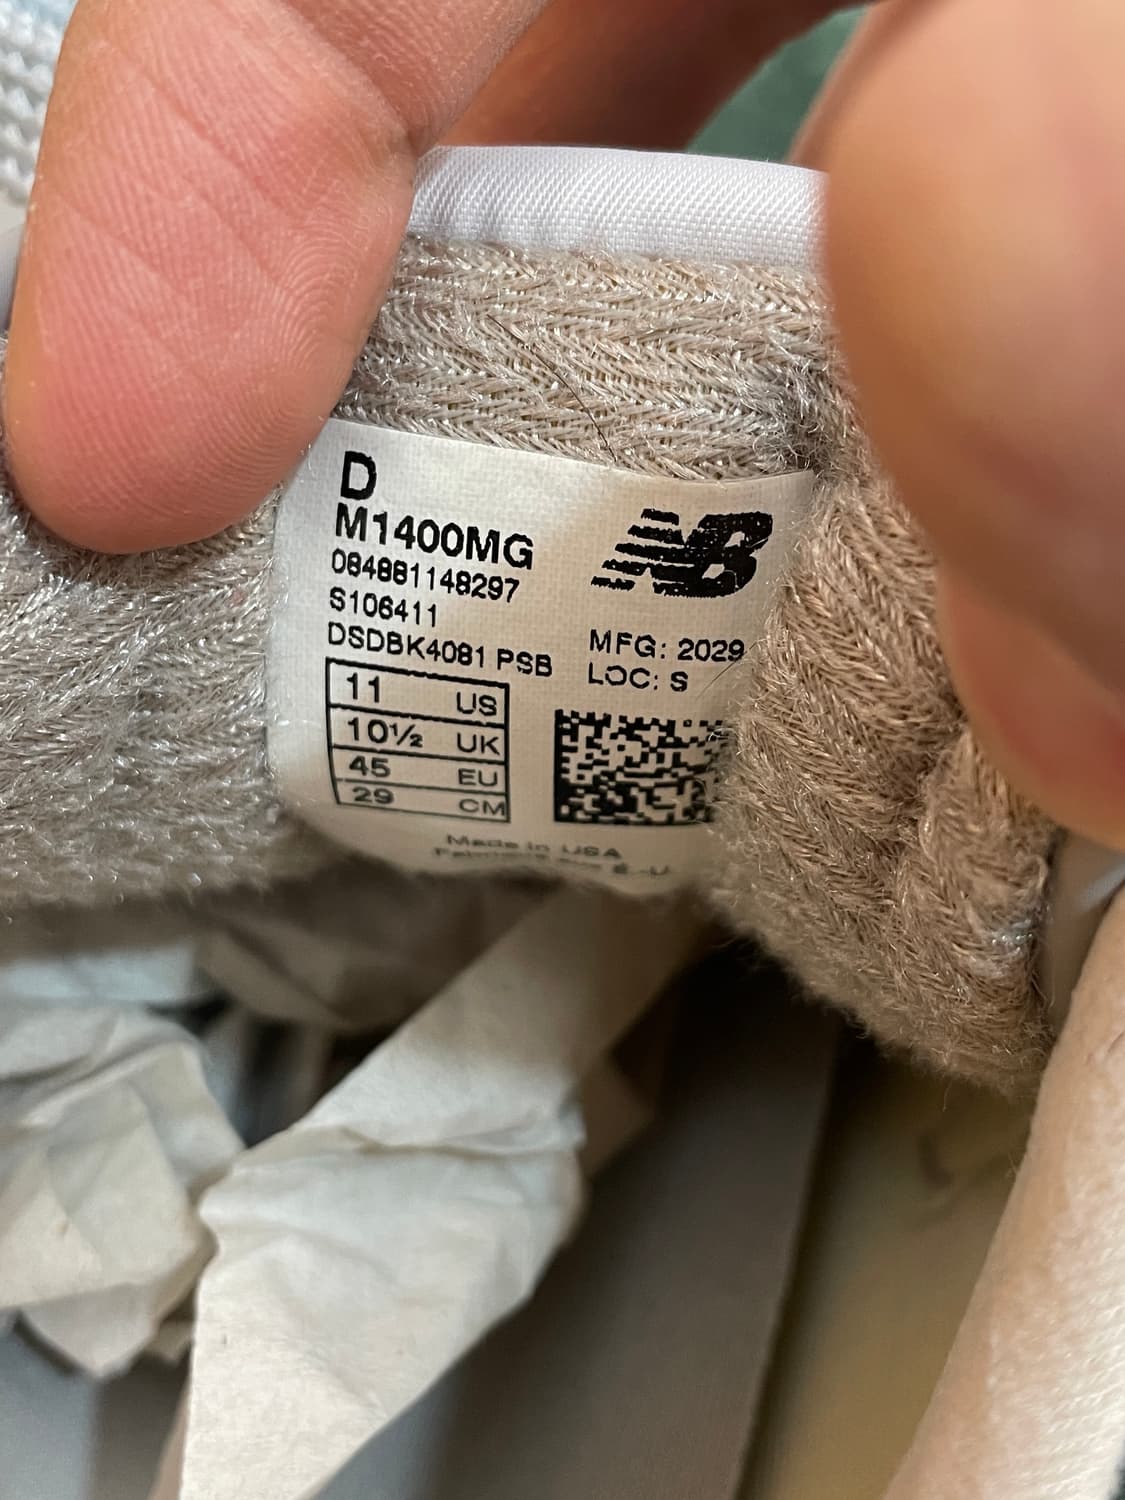 D
M1400MG
084881148297
S106411
DSDBK4081 PSB
NB
MFG: 2029
LOC: S
11 US
10½ UK
45 EU
29 CM
Made in USA
É.-U.